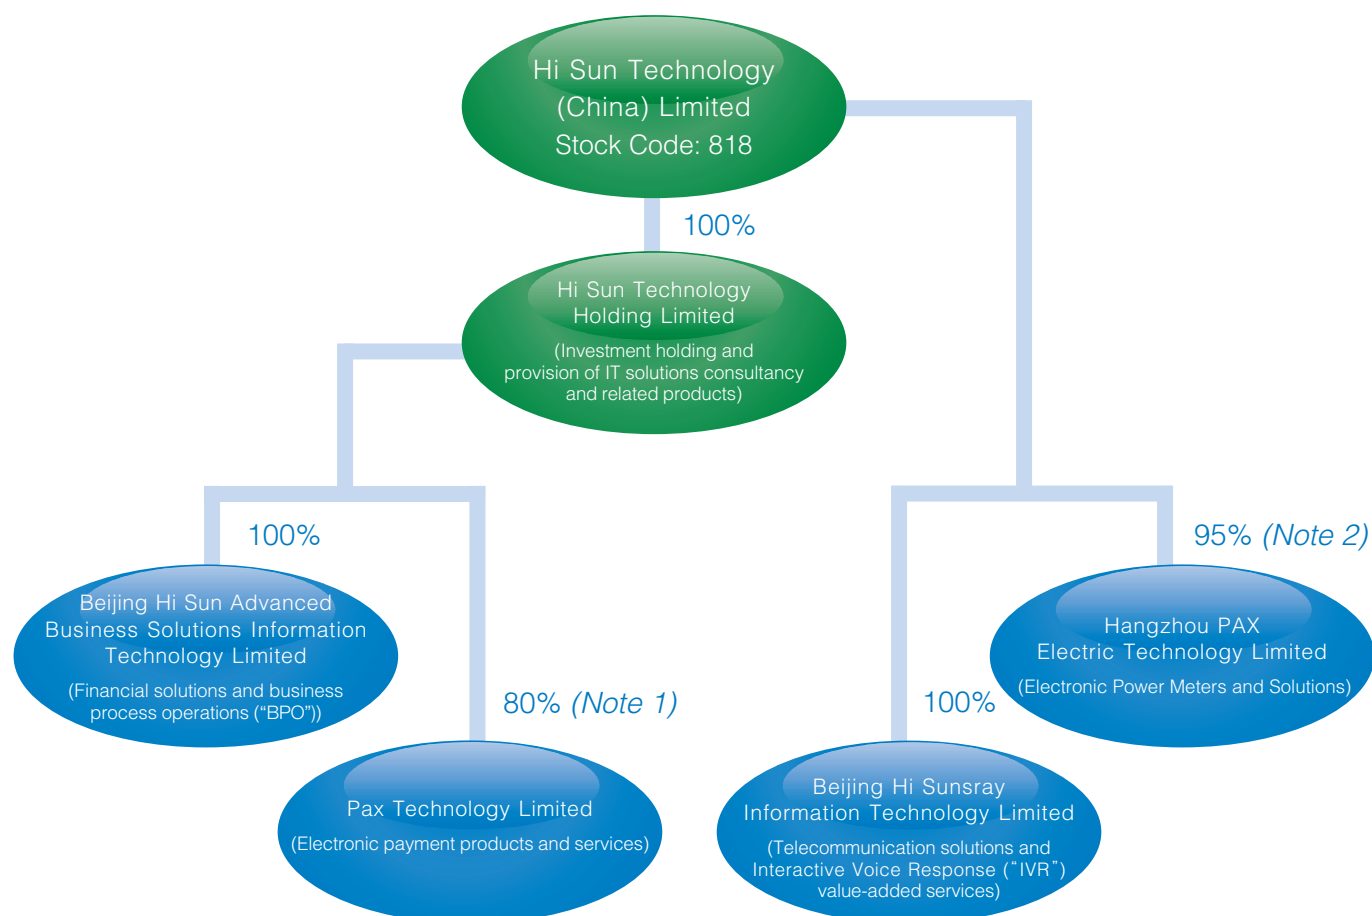 Hi Sun Technology
(China) Limited
Stock Code: 818
100%
Hi Sun Technology
Holding Limited
(Investment holding and
provision of IT solutions consultancy
and related products)
100%
Beijing Hi Sun Advanced
Business Solutions Information
Technology Limited
(Financial solutions and business
process operations (“BPO”))
80% (Note 1)
Pax Technology Limited
(Electronic payment products and services)
100%
Beijing Hi Sunsray
Information Technology Limited
(Telecommunication solutions and
Interactive Voice Response (“IVR”)
value-added services)
95% (Note 2)
Hangzhou PAX
Electric Technology Limited
(Electronic Power Meters and Solutions)